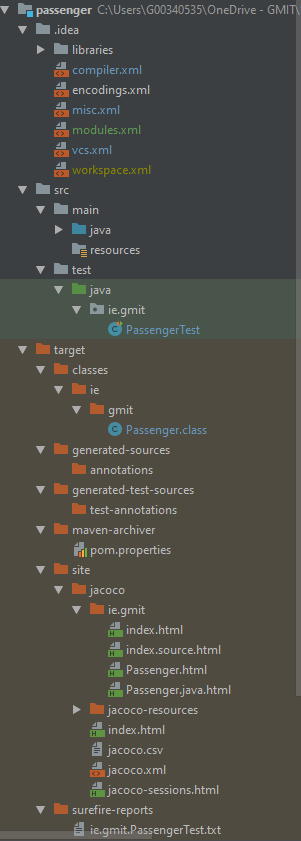 passenger C:\Users\G00340535\OneDrive - GMIT\
.idea
libraries
compiler.xml
encodings.xml
misc.xml
modules.xml
vcs.xml
workspace.xml
src
main
java
resources
test
java
ie.gmit
PassengerTest
target
classes
ie
gmit
Passenger.class
generated-sources
annotations
generated-test-sources
test-annotations
maven-archiver
pom.properties
site
jacoco
ie.gmit
index.html
index.source.html
Passenger.html
Passenger.java.html
jacoco-resources
index.html
jacoco.csv
jacoco.xml
jacoco-sessions.html
surefire-reports
ie.gmit.PassengerTest.txt